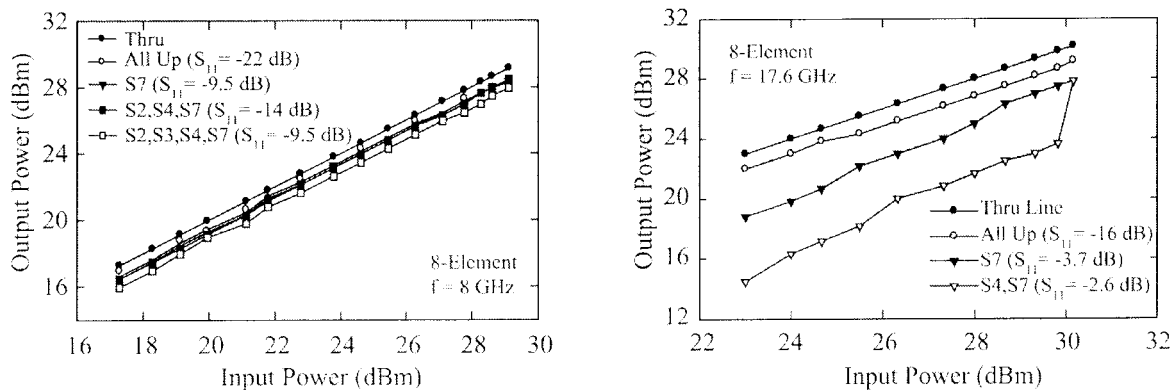 32
28
24
20
16
Output Power (dBm)
Thru
All Up (S11= -22 dB)
S7 (S11= -9.5 dB)
S2,S4,S7 (S11= -14 dB)
S2,S3,S4,S7 (S11= -9.5 dB)
8-Element
f = 8 GHz
16 18 20 22 24 26 28 30
Input Power (dBm)
32
28
24
20
16
12
Output Power (dBm)
8-Element
f = 17.6 GHz
Thru Line
All Up (S11= -16 dB)
S7 (S11= -3.7 dB)
S4,S7 (S11= -2.6 dB)
22 24 26 28 30 32
Input Power (dBm)